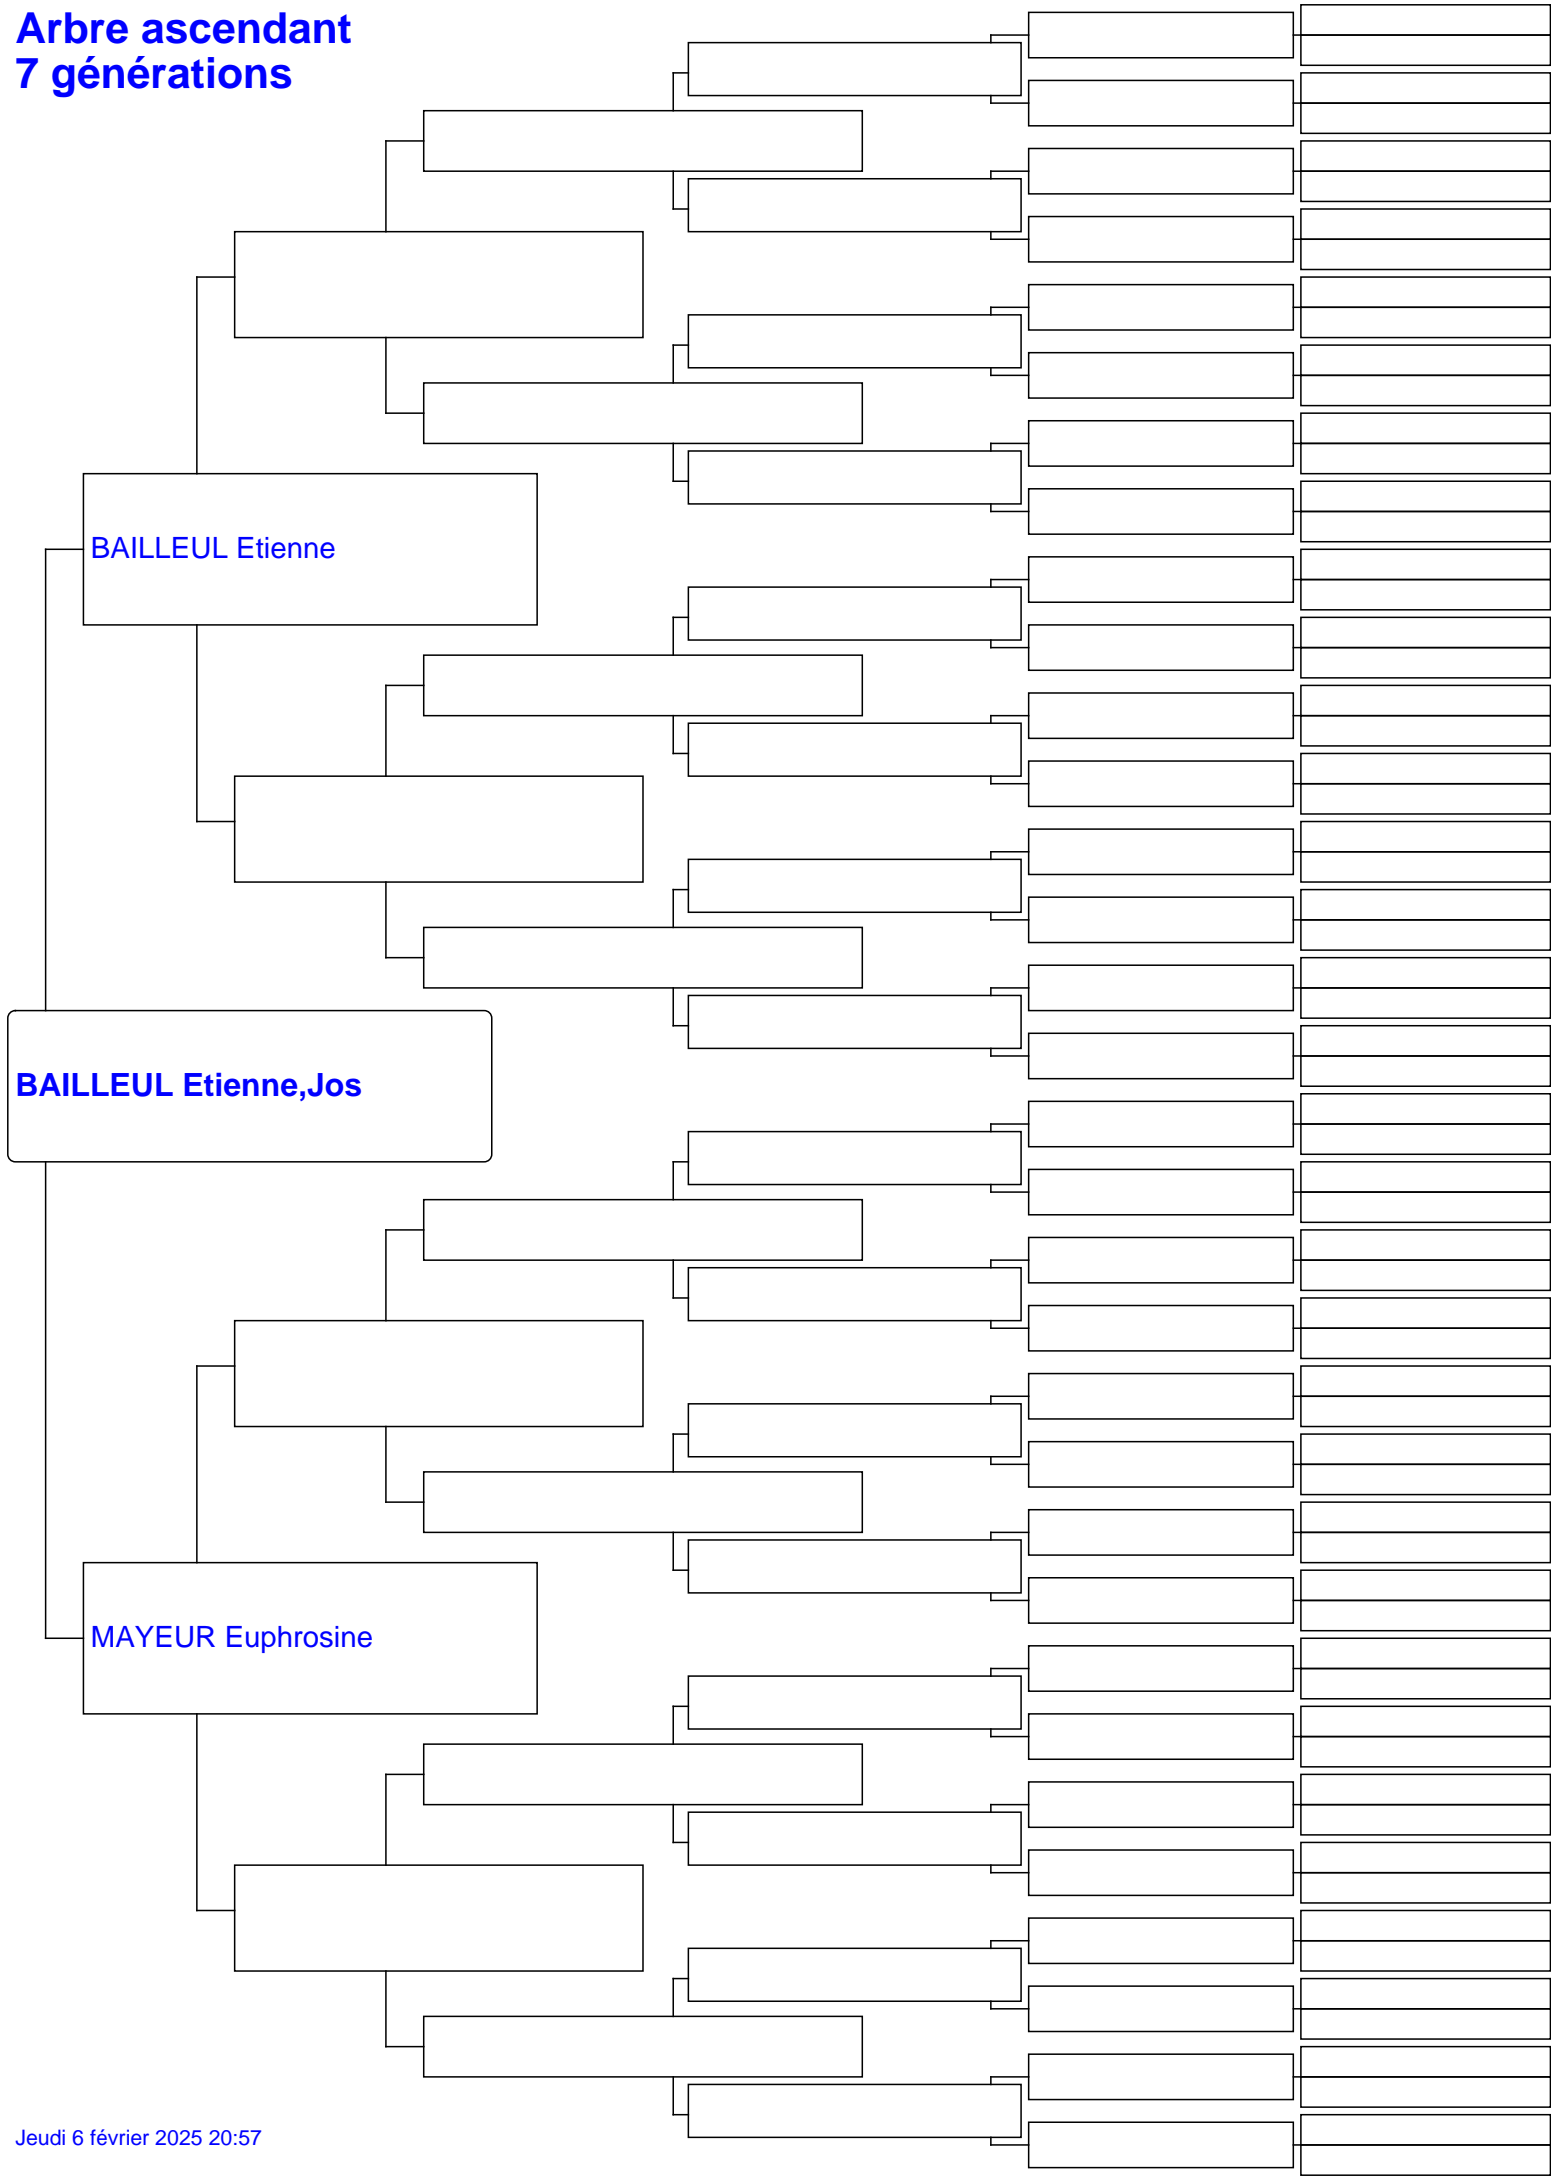 Arbre ascendant
7 générations
BAILLEUL Etienne
BAILLEUL Etienne,Jos
MAYEUR Euphrosine
Jeudi 6 février 2025 20:57